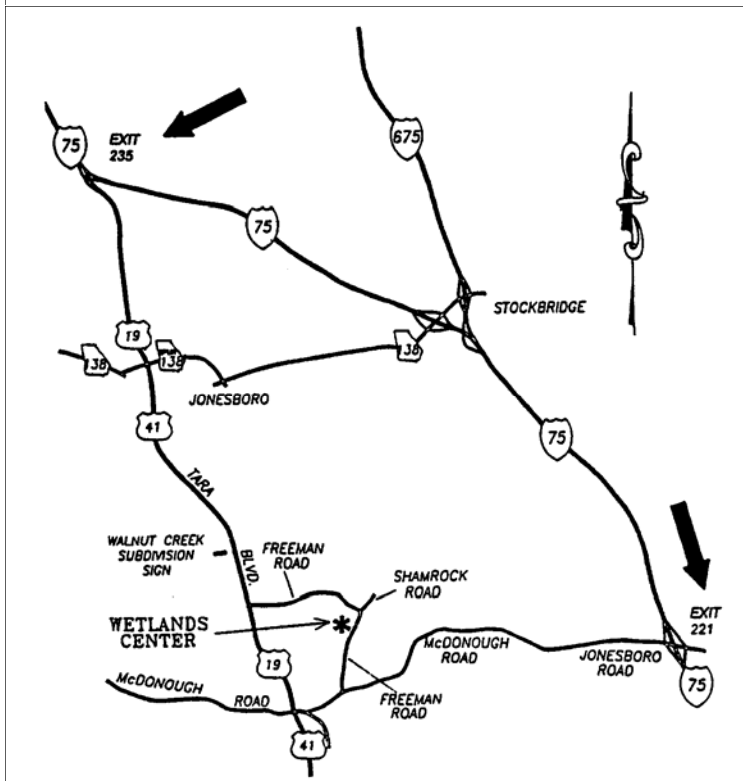 675
75
EXIT
235
75
STOCKBRIDGE
19
138
138
138
JONESBORO
41
75
TARA
BLVD.
WALNUT CREEK
SUBDIVISION
SIGN
FREEMAN
ROAD
SHAMROCK
ROAD
WETLANDS
CENTER
*
EXIT
221
McDONOUGH
ROAD
JONESBORO
ROAD
19
McDONOUGH
ROAD
FREEMAN
ROAD
75
41